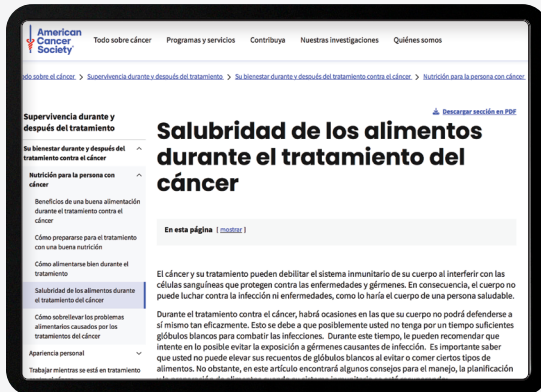 American
Cancer
Society
Todo sobre cáncer
Programas y servicios
Contribuya
Nuestras investigaciones
Quiénes somos
sobre el cáncer > Supervivencia durante y después del tratamiento > Su bienestar durante y después del tratamiento contra el cáncer > Nutrición para la persona con cáncer
Descargar sección en PDF
Supervivencia durante y
después del tratamiento
Su bienestar durante y después del
tratamiento contra el cáncer
Nutrición para la persona con
cáncer
Beneficios de una buena alimentación
durante el tratamiento contra el
cáncer
Cómo prepararse para el tratamiento
con una buena nutrición
Cómo alimentarse bien durante el
tratamiento
Salubridad de los alimentos durante
el tratamiento del cáncer
Cómo sobrellevar los problemas
alimentarios causados por los
tratamientos del cáncer
Apariencia personal
Trabajar mientras se está en tratamiento
Salubridad de los alimentos
durante el tratamiento del
cáncer
En esta página [mostrar]
El cáncer y su tratamiento pueden debilitar el sistema inmunitario de su cuerpo al interferir con las
células sanguíneas que protegen contra las enfermedades y gérmenes. En consecuencia, el cuerpo no
puede luchar contra la infección ni enfermedades, como lo haría el cuerpo de una persona saludable.
Durante el tratamiento contra el cáncer, habrá ocasiones en las que su cuerpo no podrá defenderse a
sí mismo tan eficazmente. Esto se debe a que posiblemente usted no tenga por un tiempo suficientes
glóbulos blancos para combatir las infecciones. Durante este tiempo, le pueden recomendar que
intente en lo posible evitar la exposición a gérmenes causantes de infección. Es importante saber
que usted no puede elevar sus recuentos de glóbulos blancos al evitar o comer ciertos tipos de
alimentos. No obstante, en este artículo encontrará algunos consejos para el manejo, la planificación